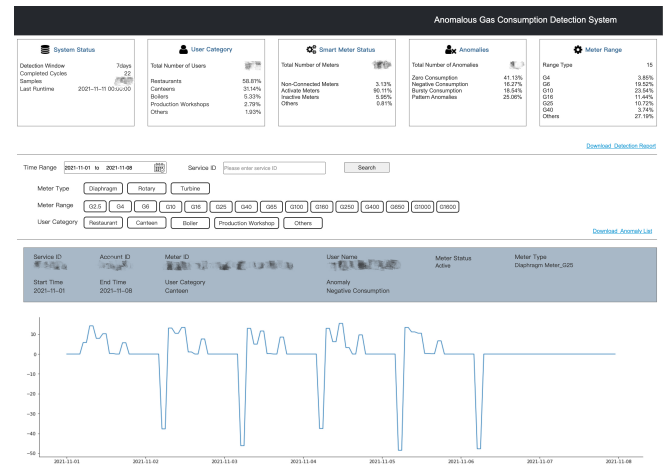 Anomalous Gas Consumption Detection System
System Status
Detection Window 7days
Completed Cycles 22
Samples
Last Runtime 2021-11-11 00:00:00
User Category
Total Number of Users
Restaurants 58.81%
Canteens 31.14%
Boilers 5.33%
Production Workshops 2.79%
Others 1.93%
Smart Meter Status
Total Number of Meters
Non-Connected Meters 3.13%
Activate Meters 90.11%
Inactive Meters 5.95%
Others 0.81%
Anomalies
Total Number of Anomalies
Zero Consumption 41.13%
Negative Consumption 16.27%
Bursty Consumption 18.54%
Pattern Anomalies 25.06%
Meter Range
Range Type 15
G4 3.85%
G6 19.52%
G10 23.54%
G16 11.44%
G25 10.72%
G40 3.74%
Others 27.19%
Download Detection Report
Time Range 2021-11-01 to 2021-11-08 Service ID Please enter service ID Search
Meter Type Diaphragm Rotary Turbine
Meter Range G2.5 G4 G6 G10 G16 G25 G40 G65 G100 G160 G250 G400 G650 G1000 G1600
User Category Restaurant Canteen Boiler Production Workshop Others
Download Anomaly List
Service ID Account ID Meter ID User Name Meter Status Meter Type
Active Diaphragm Meter_G25
Start Time End Time User Category Anomaly
2021-11-01 2021-11-08 Canteen Negative Consumption
10
0
-10
-20
-30
-40
-50
2021-11-01 2021-11-02 2021-11-03 2021-11-04 2021-11-05 2021-11-06 2021-11-07 2021-11-08